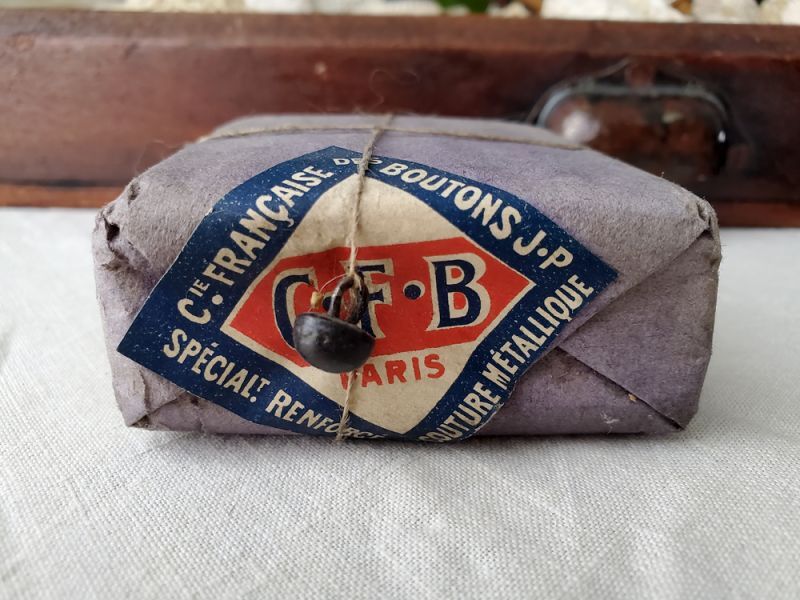 Cie. FRANÇAISE DES BOUTONS J.P
C·F·B
PARIS
SPÉCIALT. RENFORC
COUTURE MÉTALLIQUE